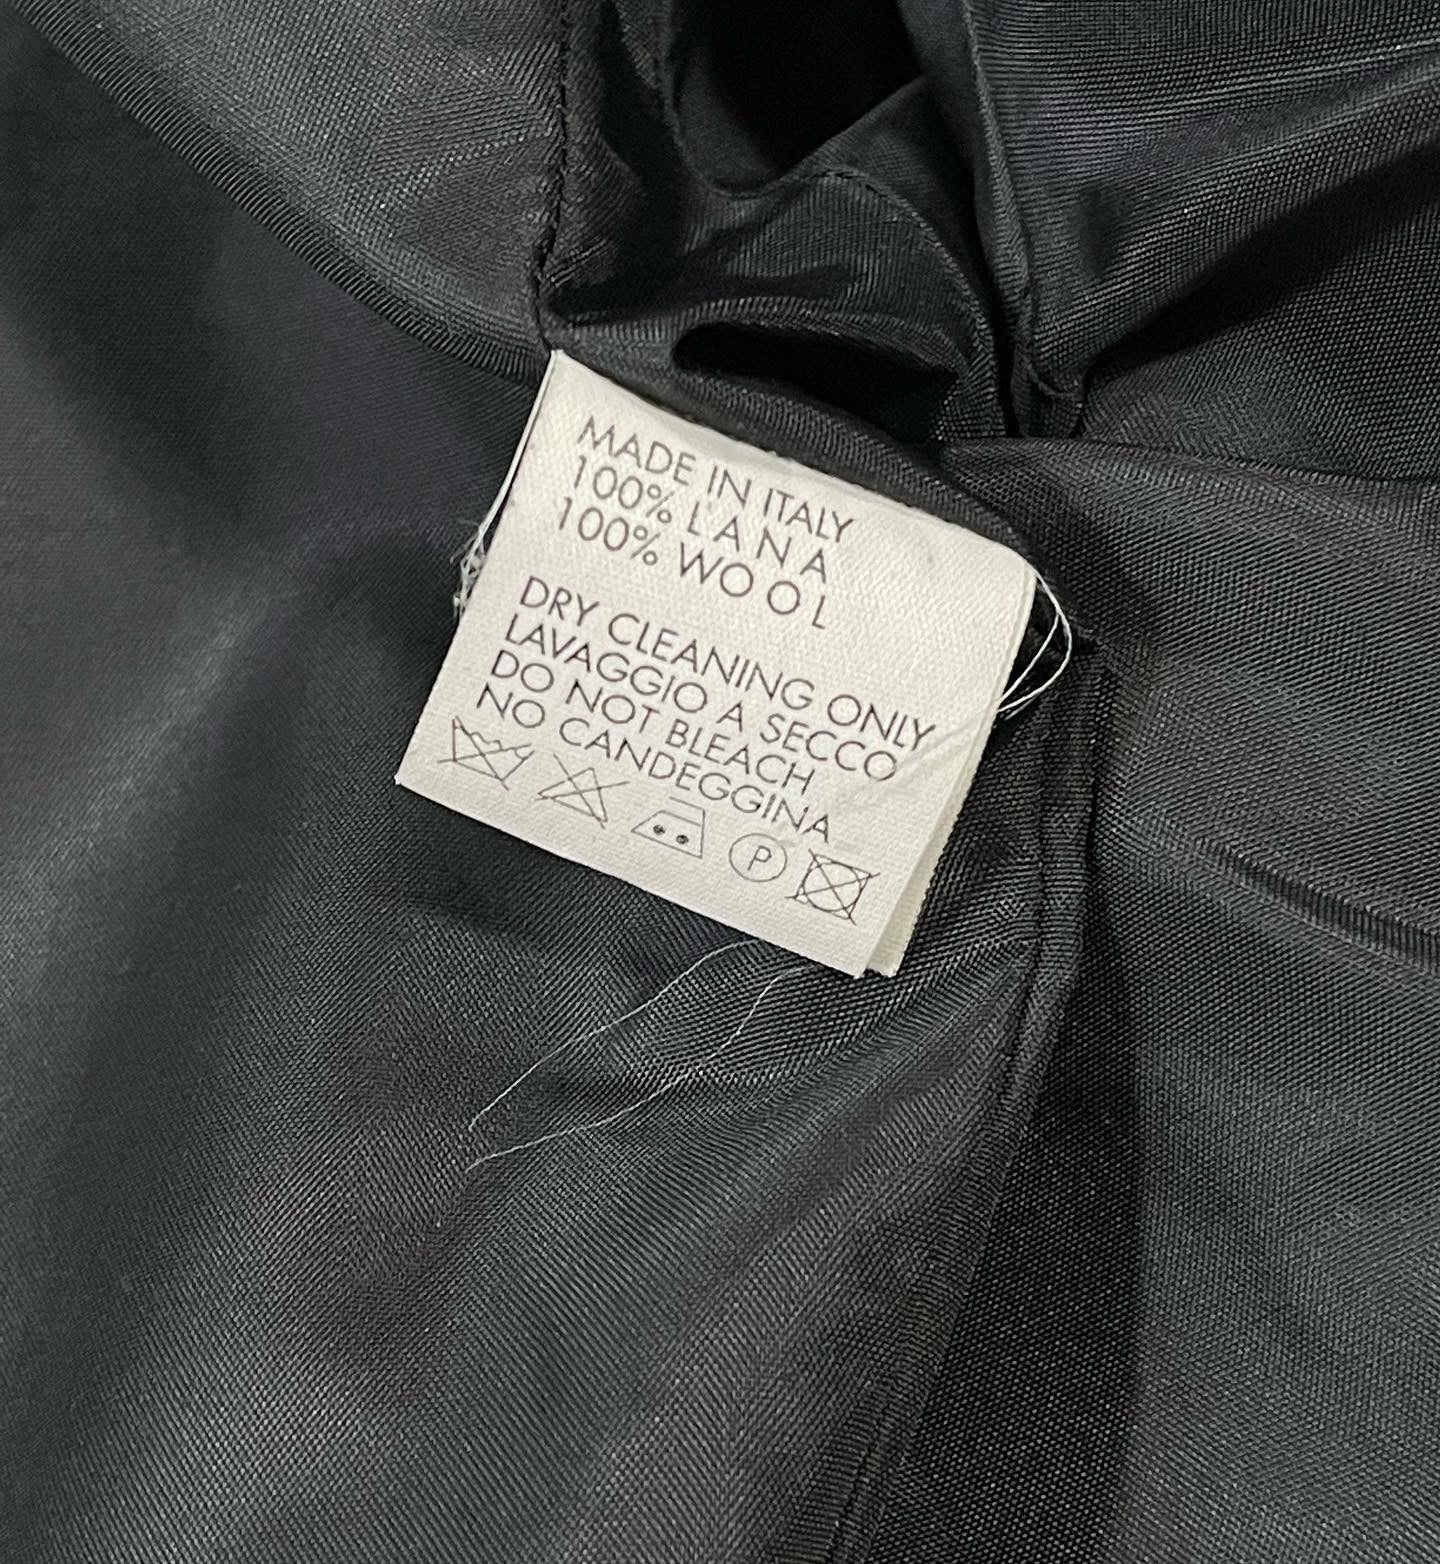 MADE IN ITALY
100% LANA
100% WOOL
DRY CLEANING ONLY
LAVAGGIO A SECCO
DO NOT BLEACH
NO CANDEGGINA
P